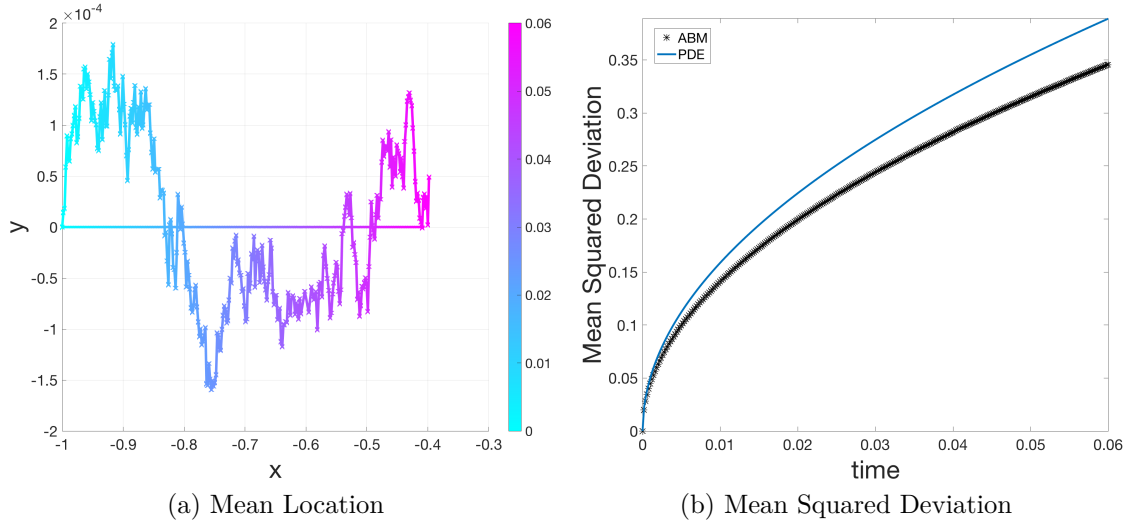 ×10⁻⁴
2
1.5
1
0.5
0
-0.5
-1
-1.5
-2
y
-1 -0.9 -0.8 -0.7 -0.6 -0.5 -0.4 -0.3
x
0.06
0.05
0.04
0.03
0.02
0.01
0
(a) Mean Location
ABM
PDE
0.35
0.3
0.25
0.2
0.15
0.1
0.05
0
Mean Squared Deviation
0 0.01 0.02 0.03 0.04 0.05 0.06
time
(b) Mean Squared Deviation